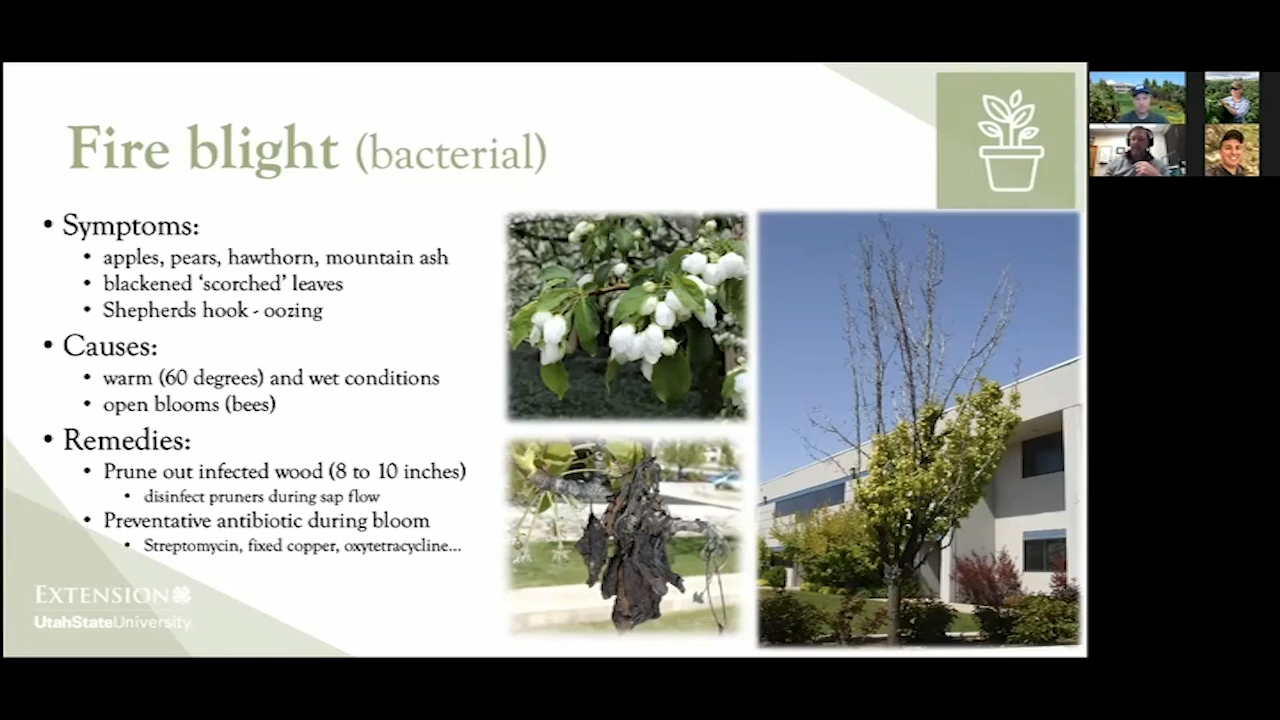 Fire blight (bacterial)
• Symptoms:
• apples, pears, hawthorn, mountain ash
• blackened ‘scorched’ leaves
• Shepherds hook - oozing
• Causes:
• warm (60 degrees) and wet conditions
• open blooms (bees)
• Remedies:
• Prune out infected wood (8 to 10 inches)
• disinfect pruners during sap flow
• Preventative antibiotic during bloom
• Streptomycin, fixed copper, oxytetracycline...
EXTENSION
UtahStateUniversity